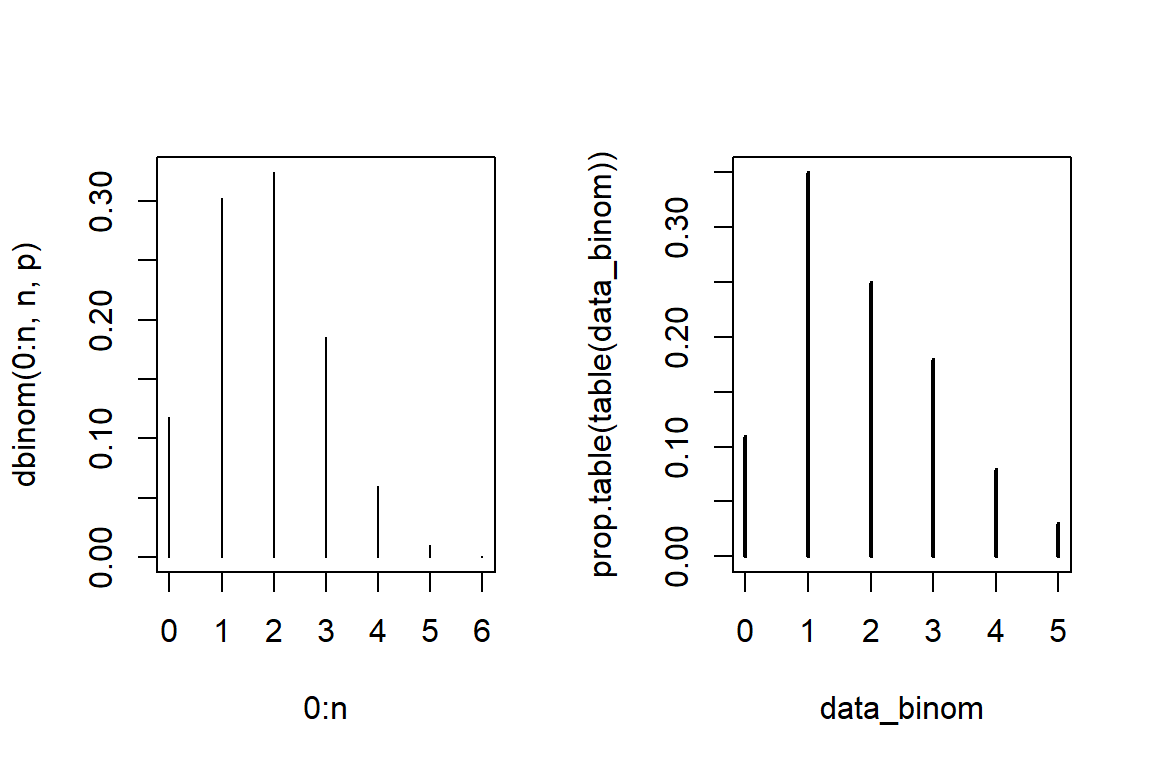 dbinom(0:n, n, p)
0.00 0.10 0.20 0.30
0 1 2 3 4 5 6
0:n
prop.table(table(data_binom))
0.00 0.10 0.20 0.30
0 1 2 3 4 5
data_binom